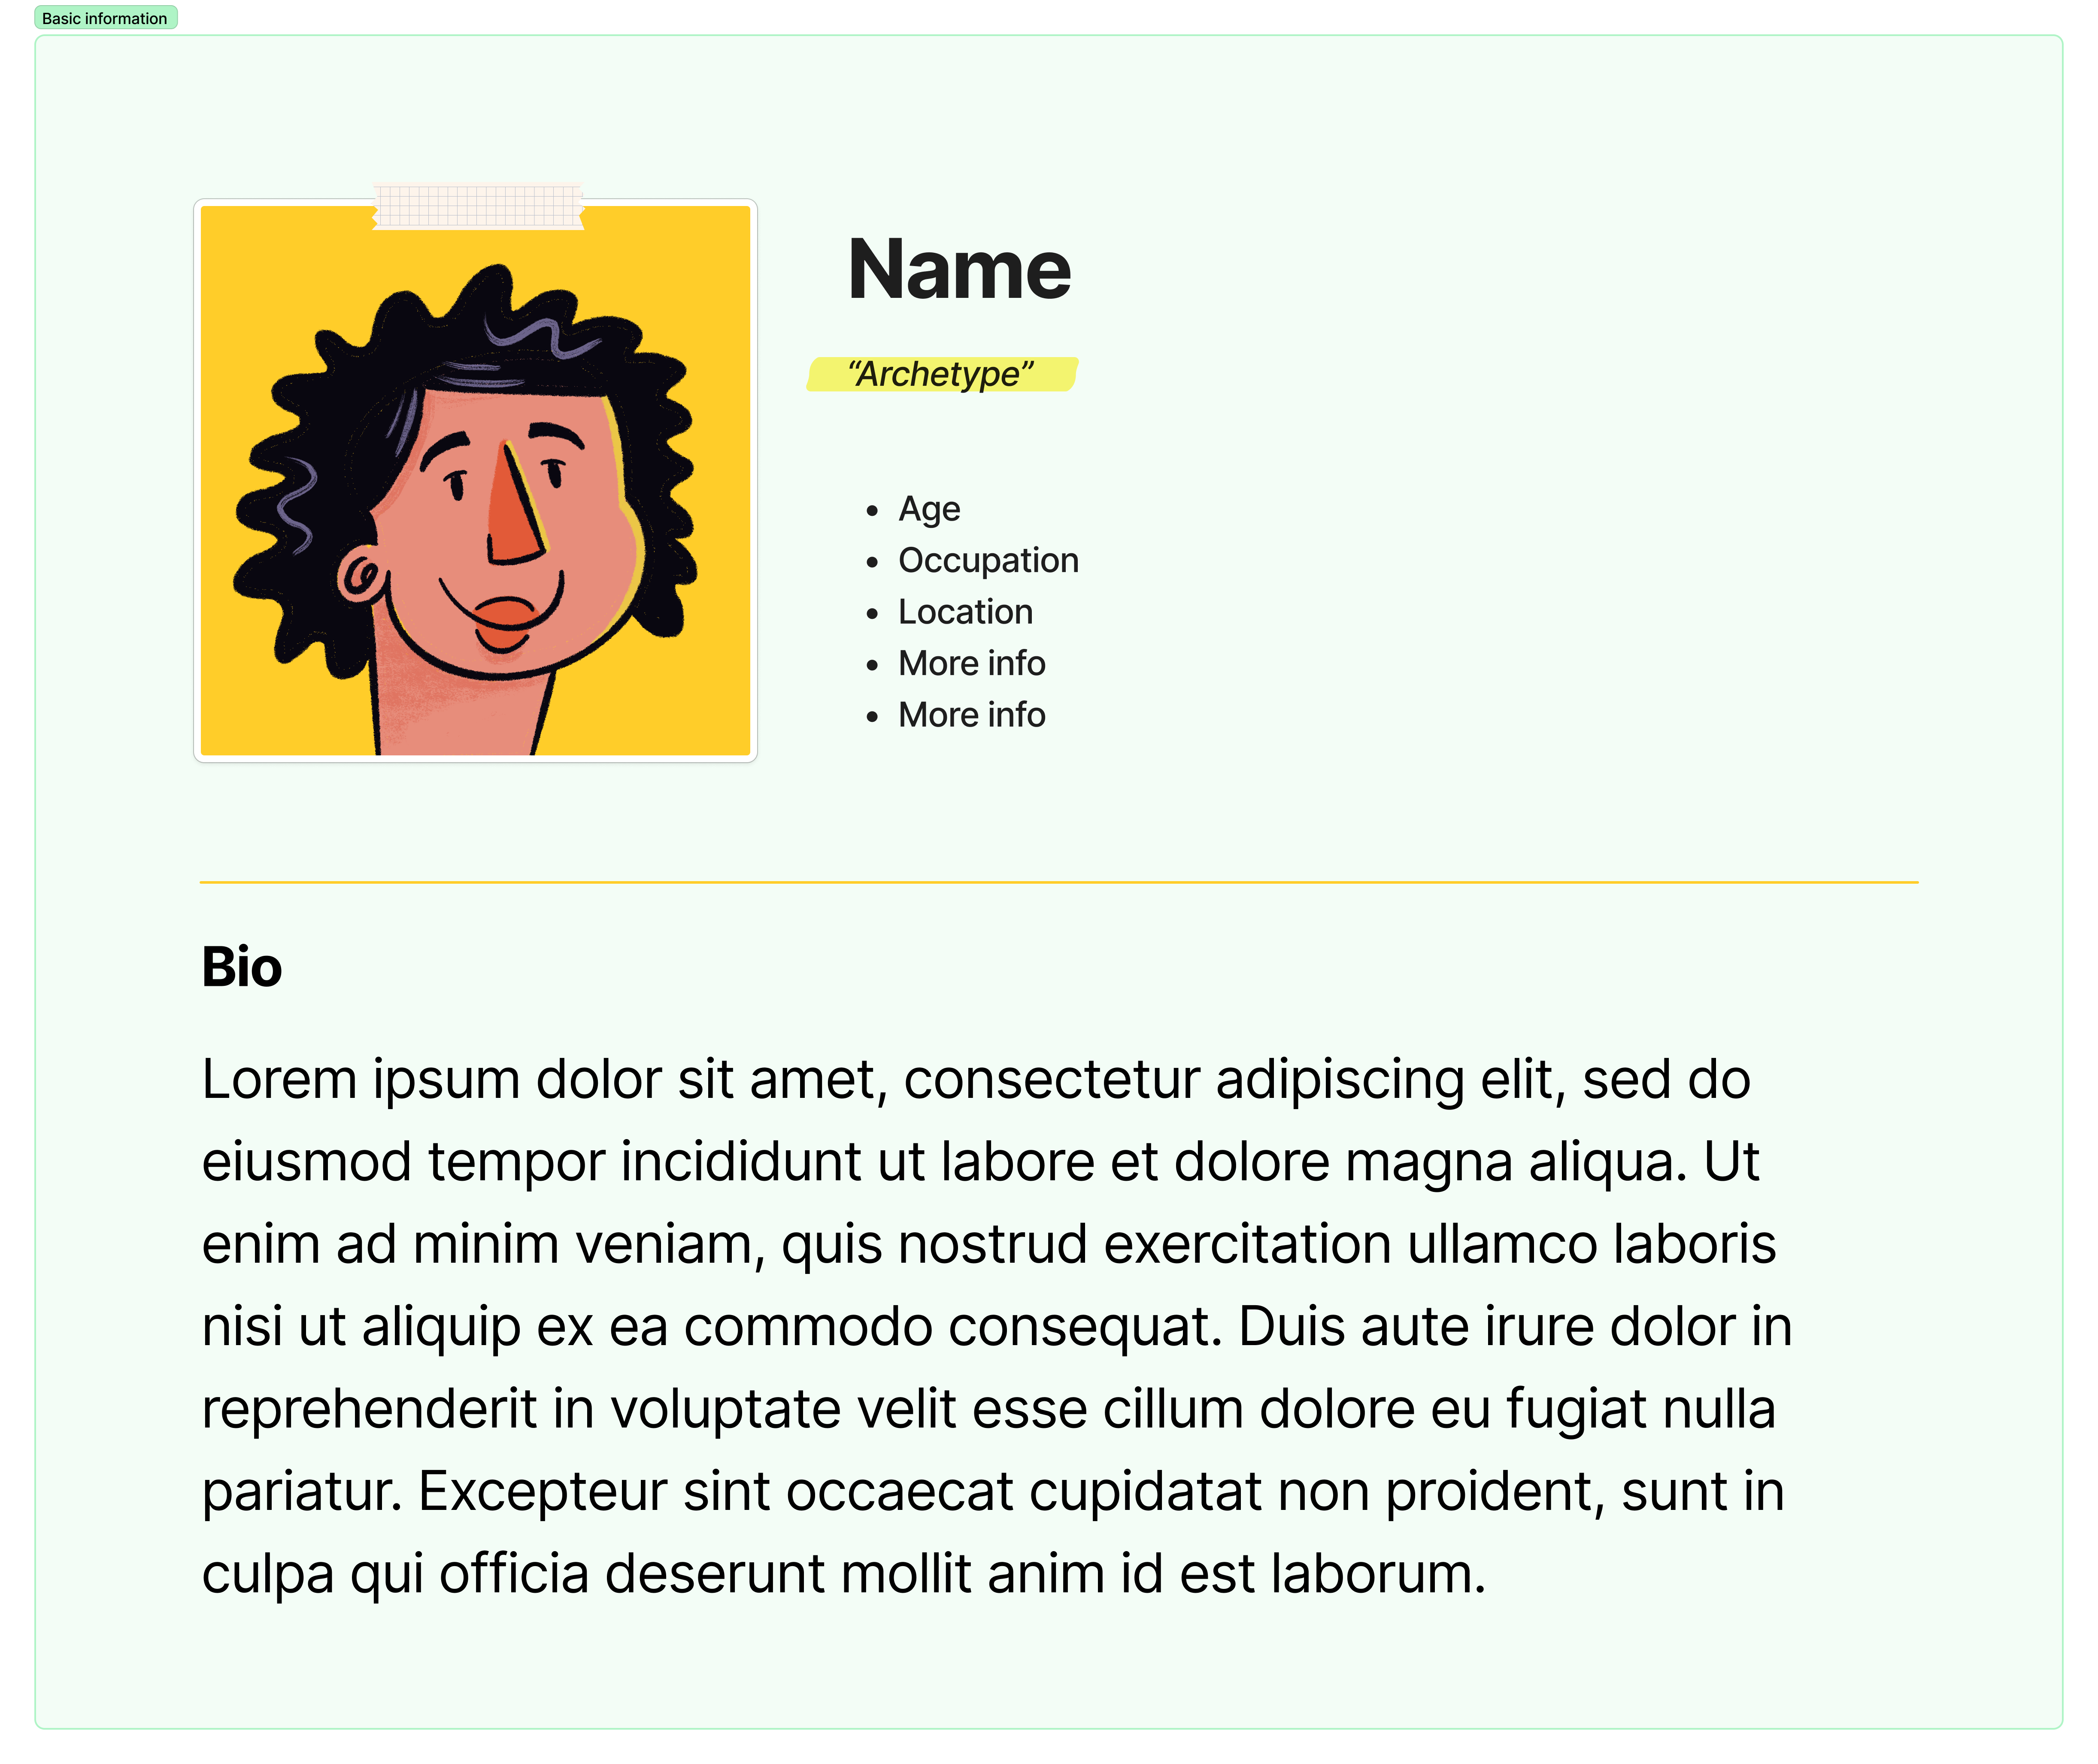 Basic information
Name
“Archetype”
• Age
• Occupation
• Location
• More info
• More info
Bio
Lorem ipsum dolor sit amet, consectetur adipiscing elit, sed do
eiusmod tempor incididunt ut labore et dolore magna aliqua. Ut
enim ad minim veniam, quis nostrud exercitation ullamco laboris
nisi ut aliquip ex ea commodo consequat. Duis aute irure dolor in
reprehenderit in voluptate velit esse cillum dolore eu fugiat nulla
pariatur. Excepteur sint occaecat cupidatat non proident, sunt in
culpa qui officia deserunt mollit anim id est laborum.